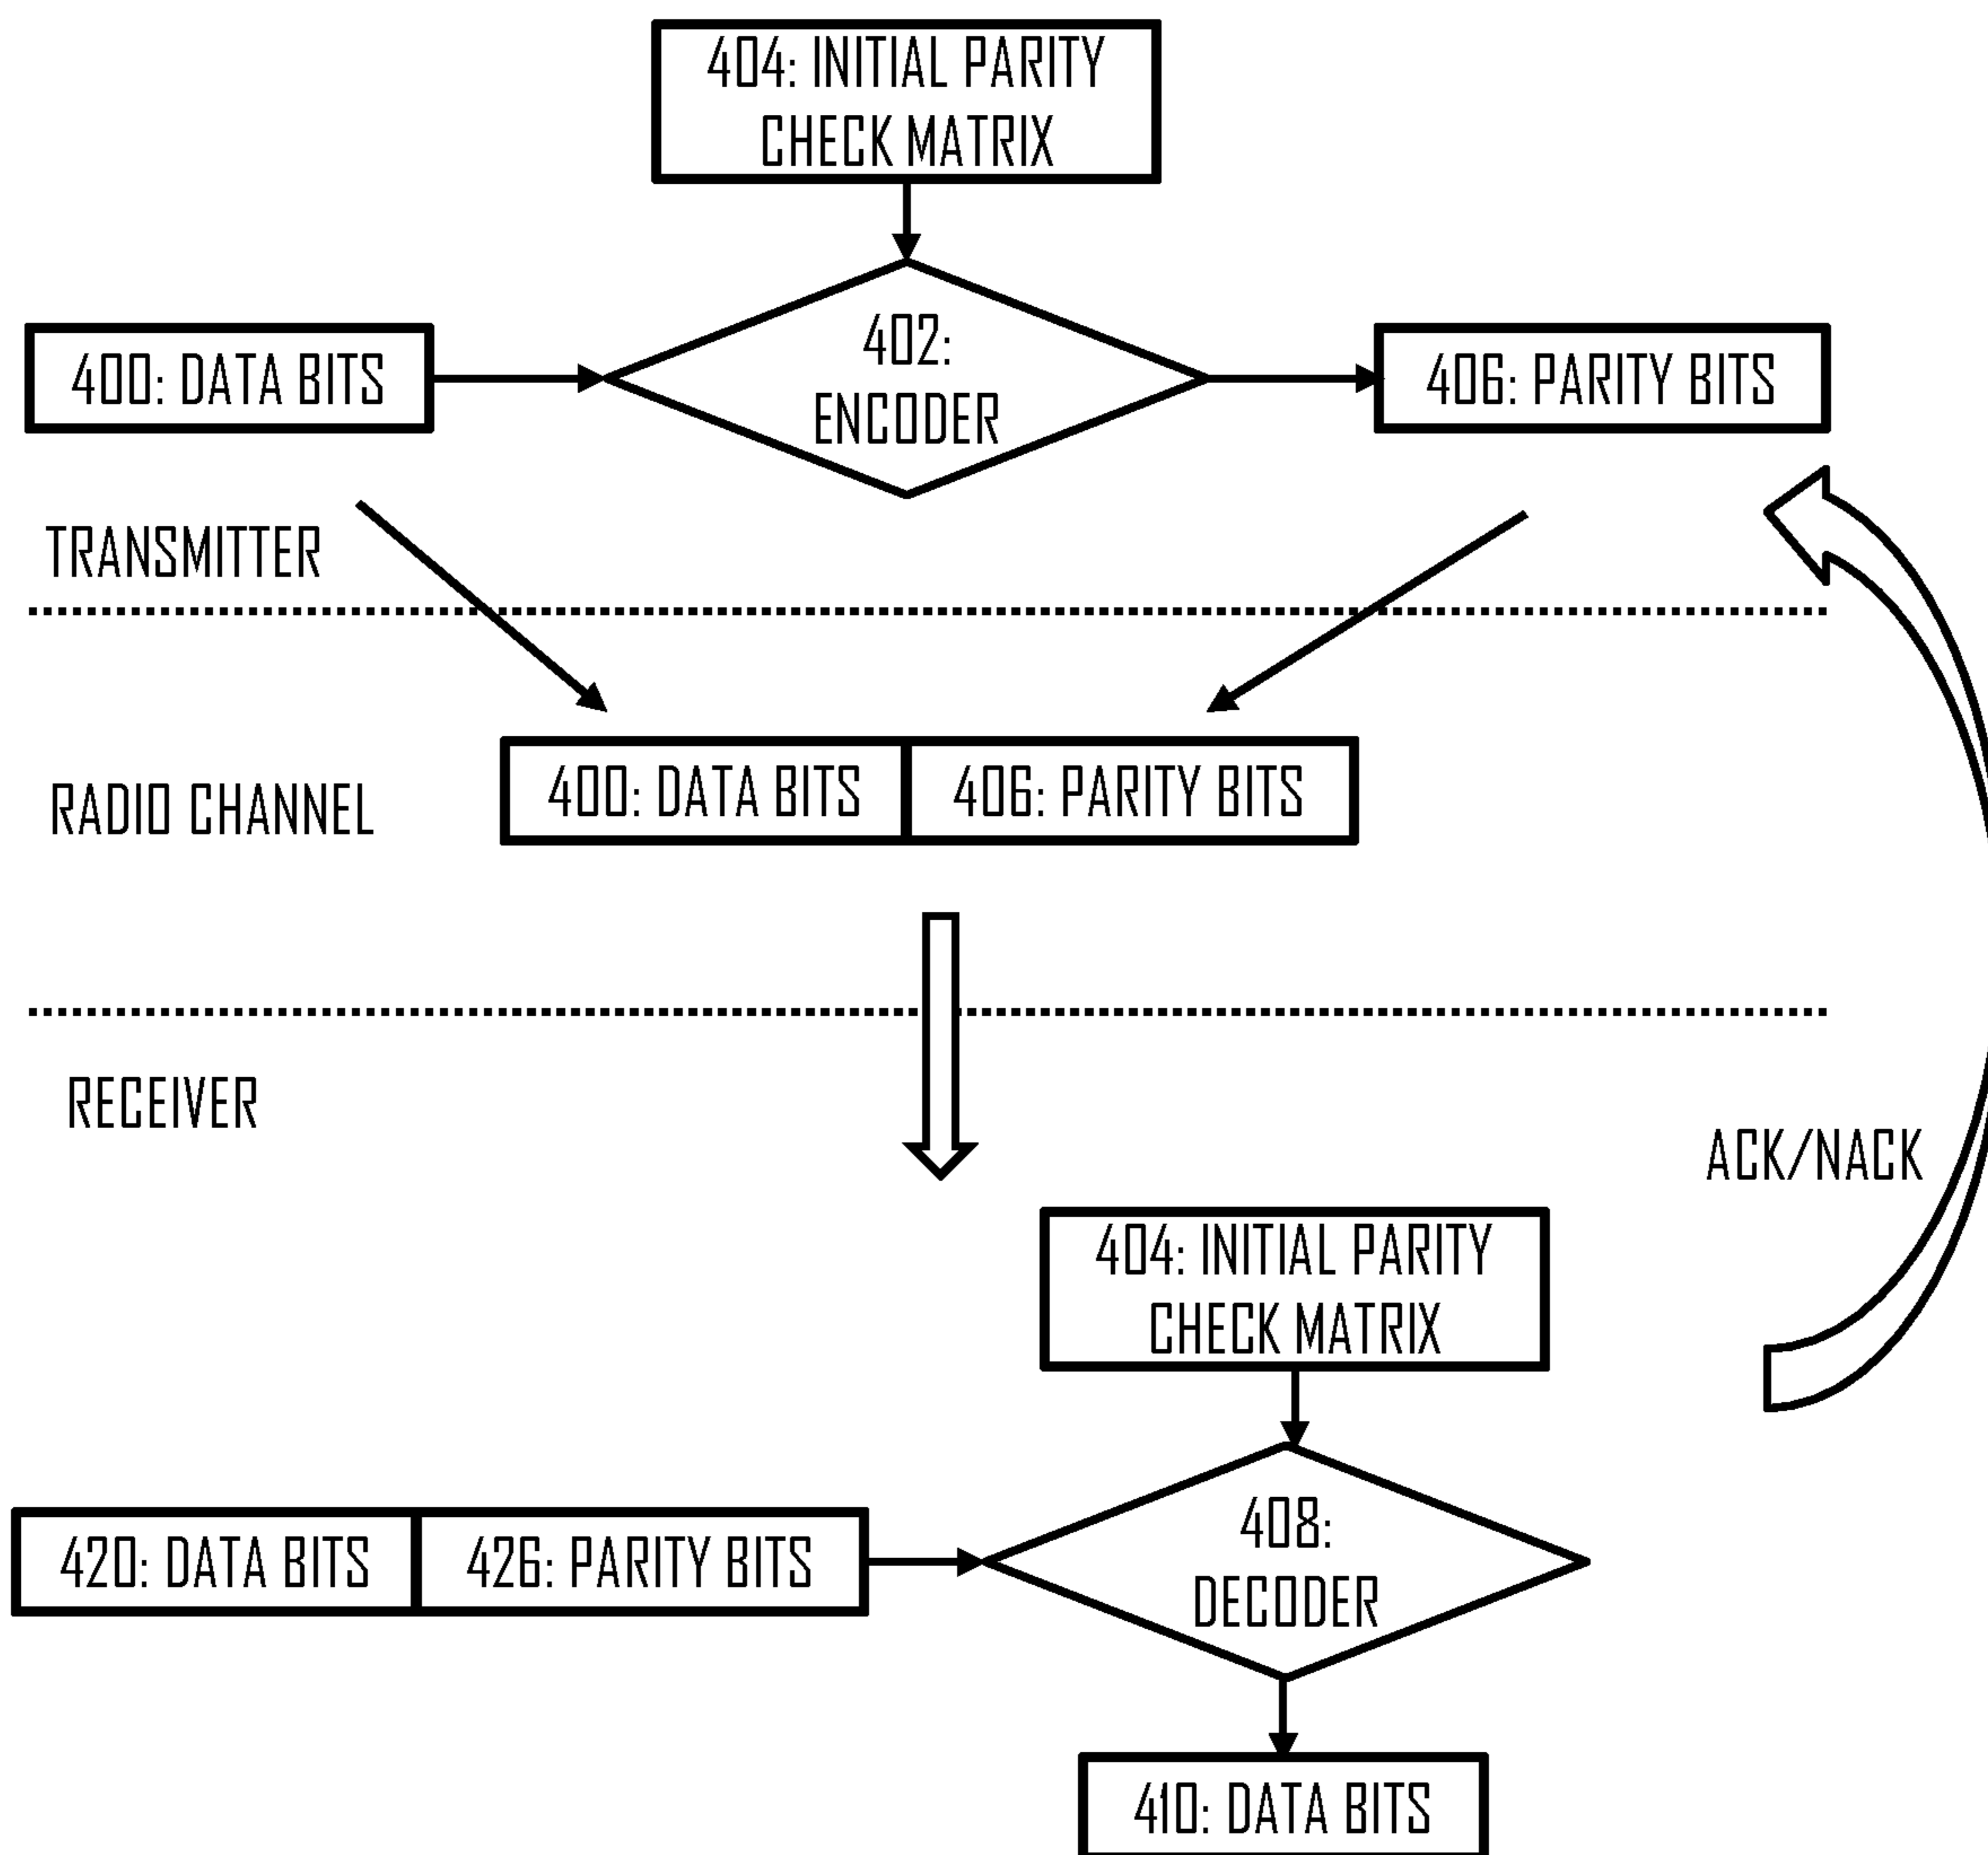 404: INITIAL PARITY
CHECK MATRIX
400: DATA BITS
402:
ENCODER
406: PARITY BITS
TRANSMITTER
400: DATA BITS
406: PARITY BITS
RADIO CHANNEL
RECEIVER
ACK/NACK
404: INITIAL PARITY
CHECK MATRIX
420: DATA BITS
426: PARITY BITS
408:
DECODER
410: DATA BITS